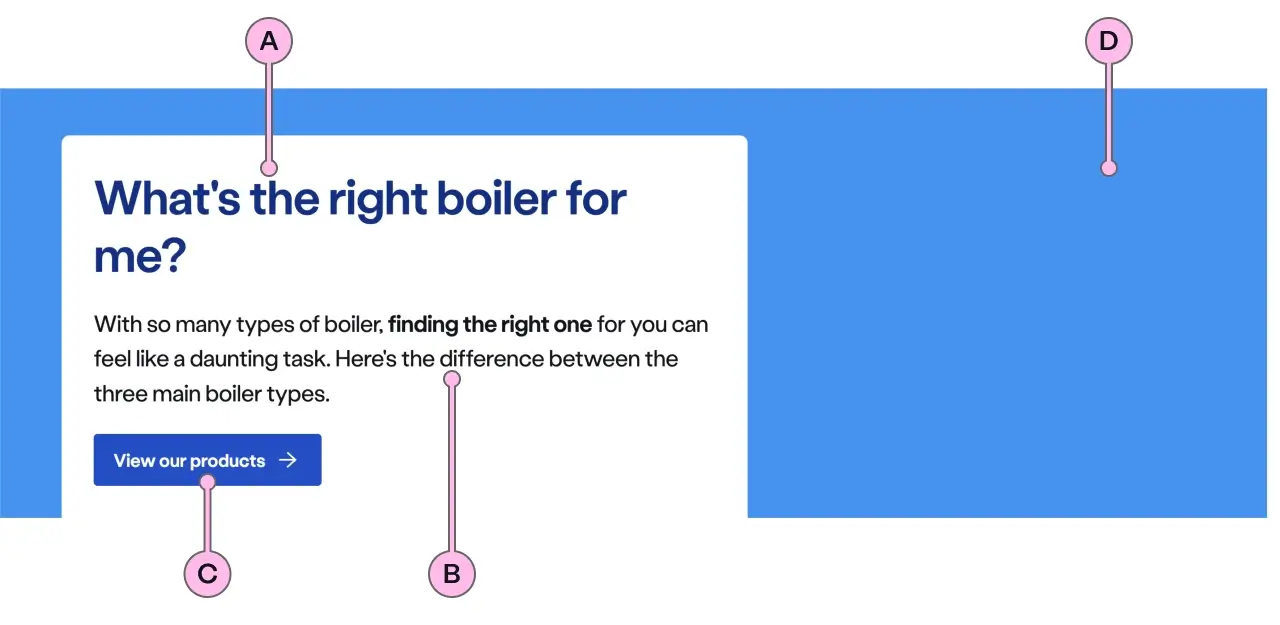 A
D
What's the right boiler for
me?
With so many types of boiler, finding the right one for you can
feel like a daunting task. Here's the difference between the
three main boiler types.
View our products
C
B